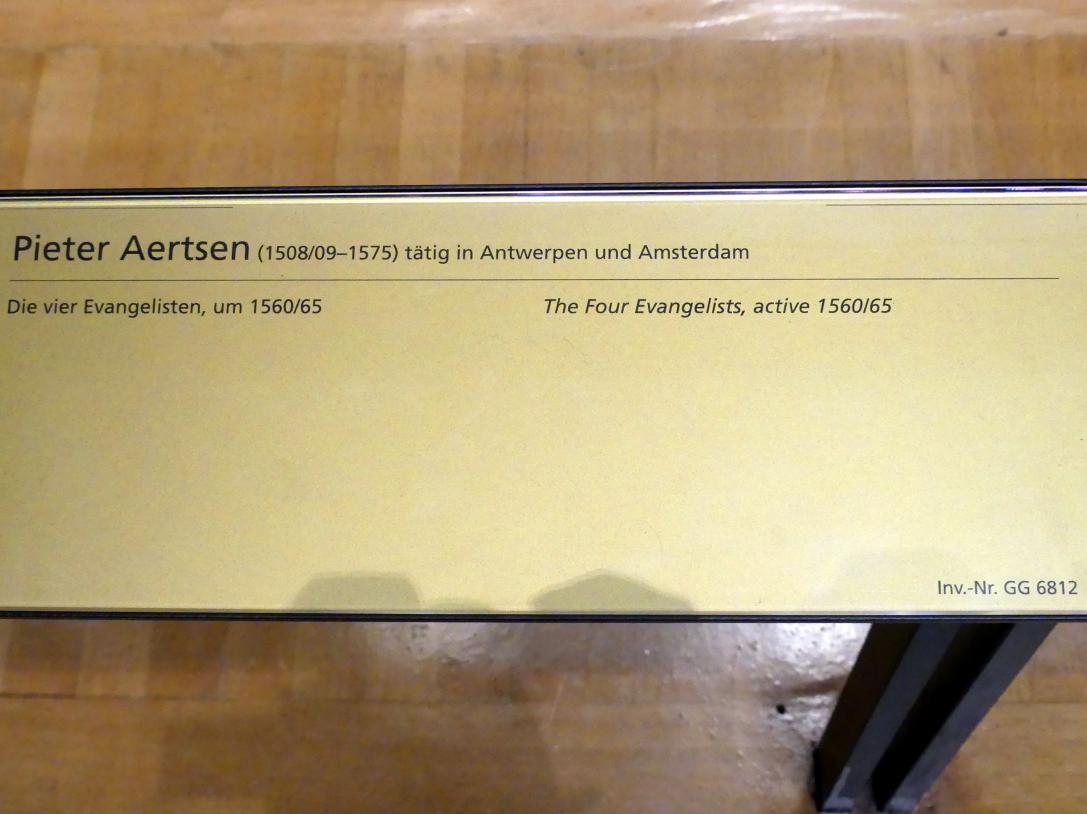 Pieter Aertsen (1508/09–1575) tätig in Antwerpen und Amsterdam
Die vier Evangelisten, um 1560/65
The Four Evangelists, active 1560/65
Inv.-Nr. GG 6812